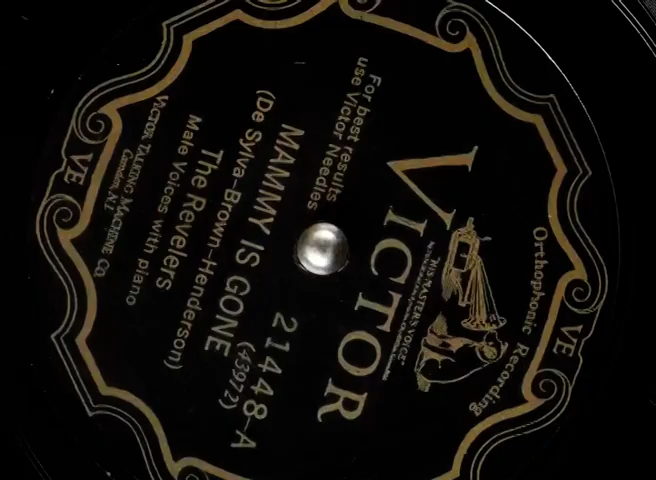 Orthophonic Recording
VE
"HIS MASTER'S VOICE"
VICTOR
For best results
use Victor Needles
21448-A
(43972)
MAMMY IS GONE
(De Sylva-Brown-Henderson)
The Revelers
Male Voices with piano
VICTOR TALKING MACHINE CO.
Camden, N.J.
VE